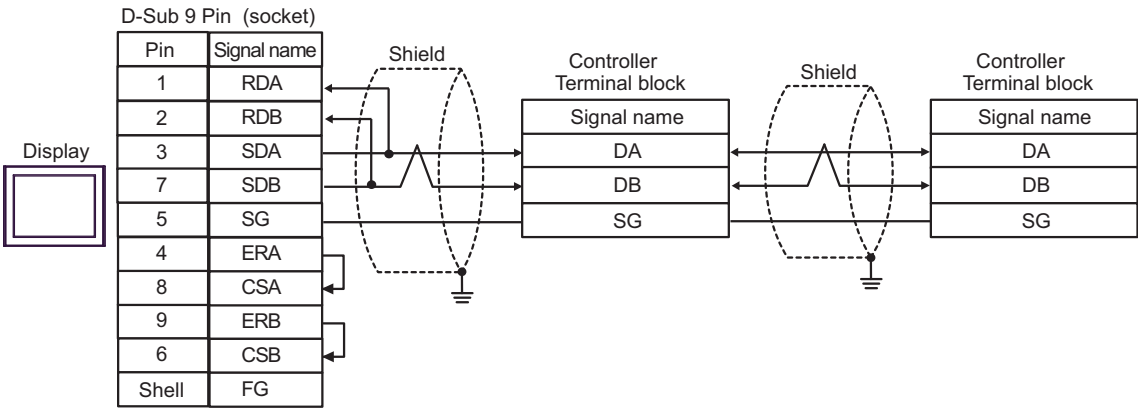 D-Sub 9 Pin (socket)
Pin Signal name
1 RDA
2 RDB
3 SDA
7 SDB
5 SG
4 ERA
8 CSA
9 ERB
6 CSB
Shell FG
Display
Shield
Controller
Terminal block
Signal name
DA
DB
SG
Shield
Controller
Terminal block
Signal name
DA
DB
SG